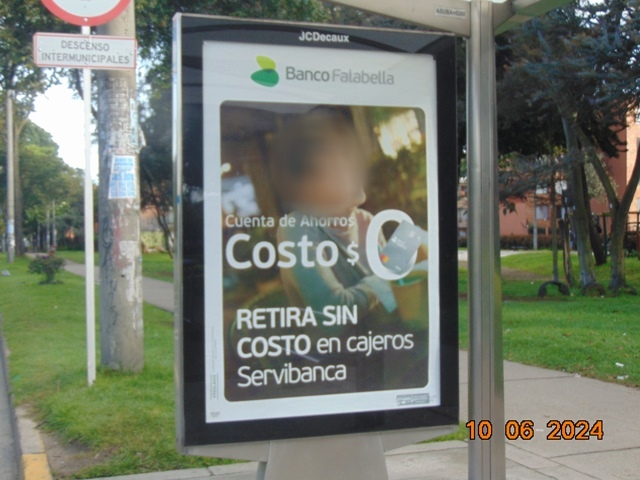 JCDecaux
DESCENSO
INTERMUNICIPALES
Banco Falabella
Cuenta de Ahorros
Costo $0
RETIRA SIN
COSTO en cajeros
Servibanca
10 06 2024